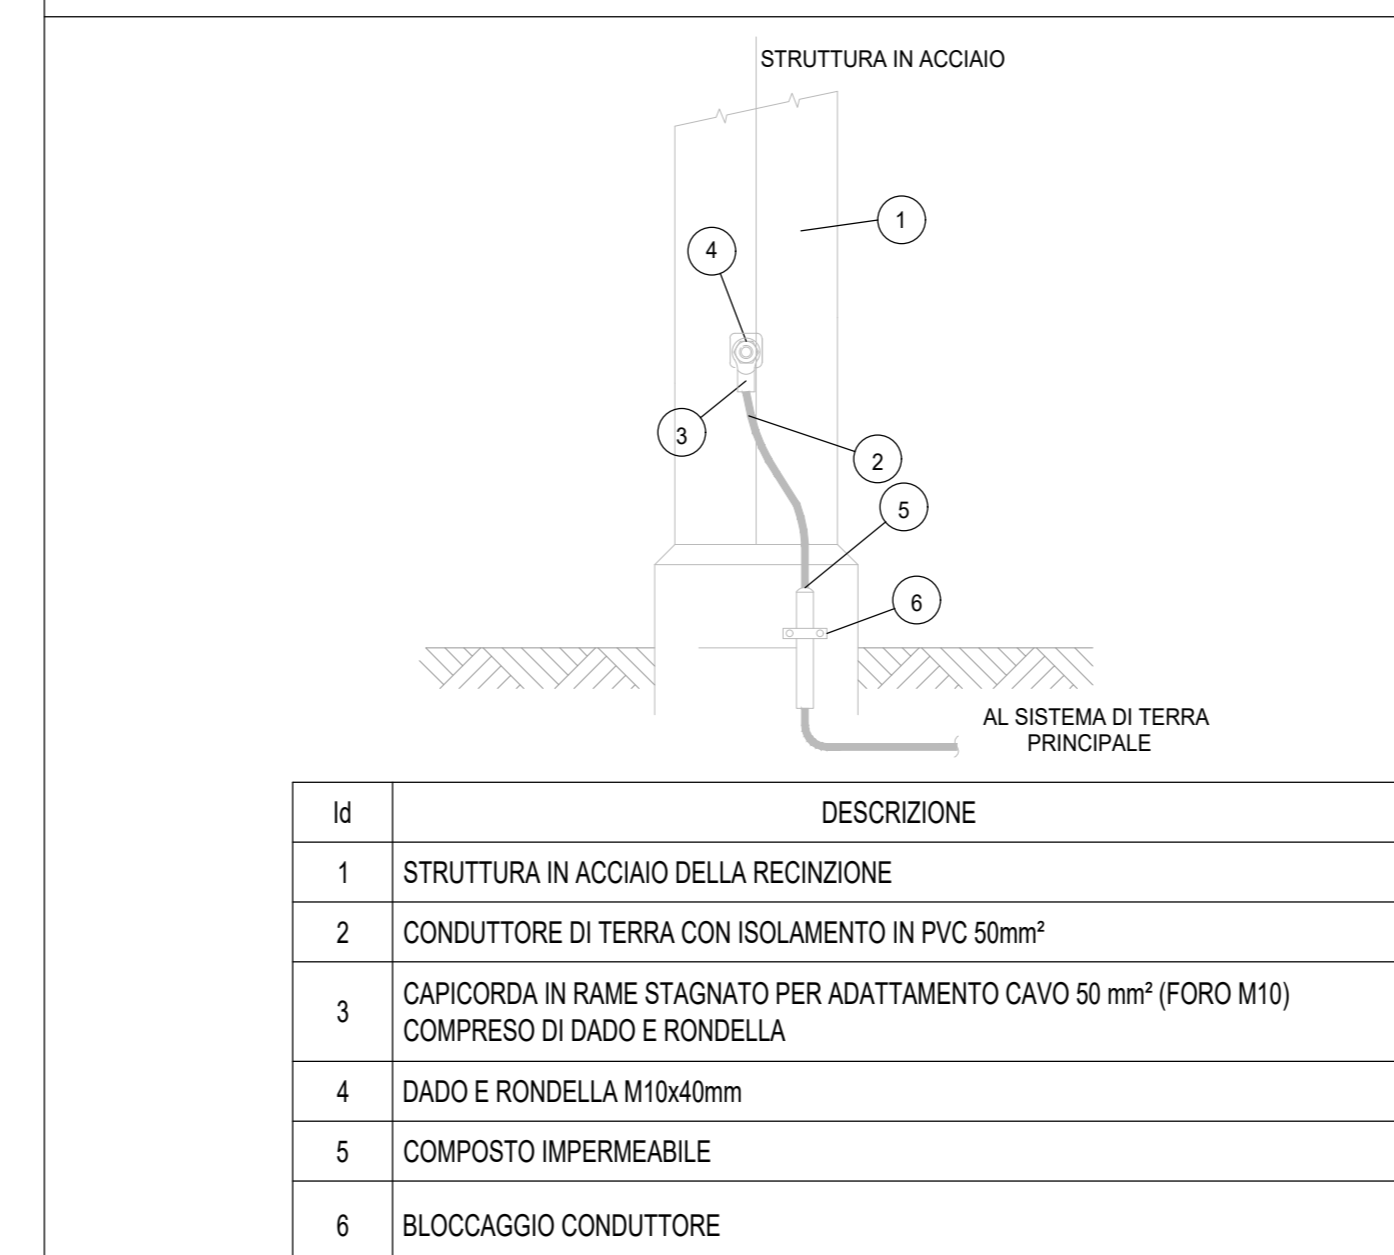 STRUTTURA IN ACCIAIO
1
4
3
2
5
6
AL SISTEMA DI TERRA
PRINCIPALE
Id DESCRIZIONE
1 STRUTTURA IN ACCIAIO DELLA RECINZIONE
2 CONDUTTORE DI TERRA CON ISOLAMENTO IN PVC 50mm²
3 CAPICORDA IN RAME STAGNATO PER ADATTAMENTO CAVO 50 mm² (FORO M10)
COMPRESO DI DADO E RONDELLA
4 DADO E RONDELLA M10x40mm
5 COMPOSTO IMPERMEABILE
6 BLOCCAGGIO CONDUTTORE